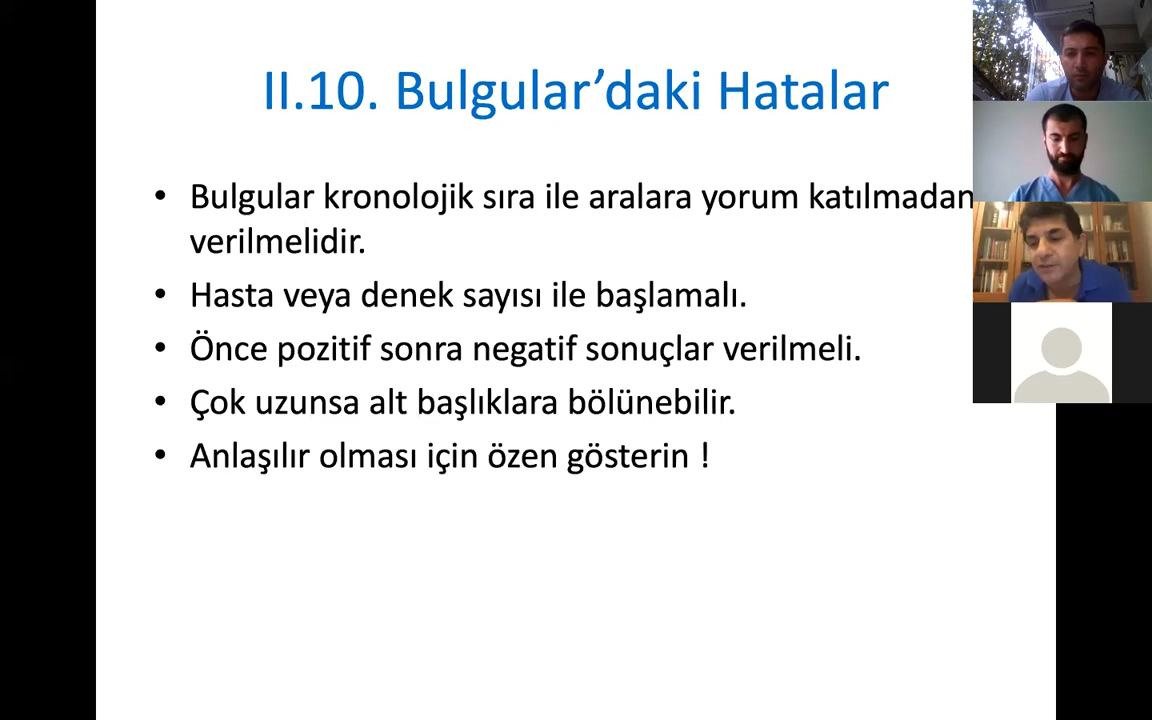 II.10. Bulgular’daki Hatalar
• Bulgular kronolojik sıra ile aralara yorum katılmadan
verilmelidir.
• Hasta veya denek sayısı ile başlamalı.
• Önce pozitif sonra negatif sonuçlar verilmeli.
• Çok uzunsa alt başlıklara bölünebilir.
• Anlaşılır olması için özen gösterin !